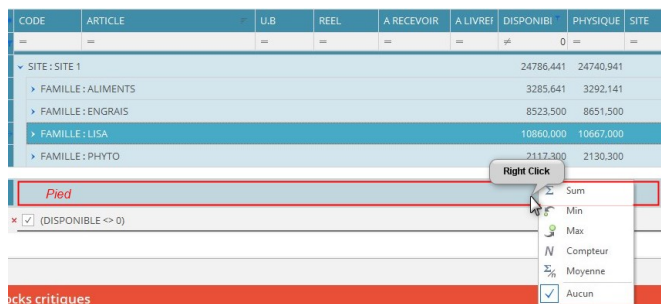 CODE ARTICLE U.B REEL A RECEVOIR A LIVRER DISPONIBI PHYSIQUE SITE
= = = = = = ≠ 0 = =
SITE : SITE 1 24786,441 24740,941
FAMILLE : ALIMENTS 3285,641 3292,141
FAMILLE : ENGRAIS 8523,500 8651,500
FAMILLE : LISA 10860,000 10667,000
FAMILLE : PHYTO 2117,300 2130,300
Right Click
Pied
Sum
(DISPONIBLE <> 0)
Min
Max
Compteur
Moyenne
Aucun
ocks critiques